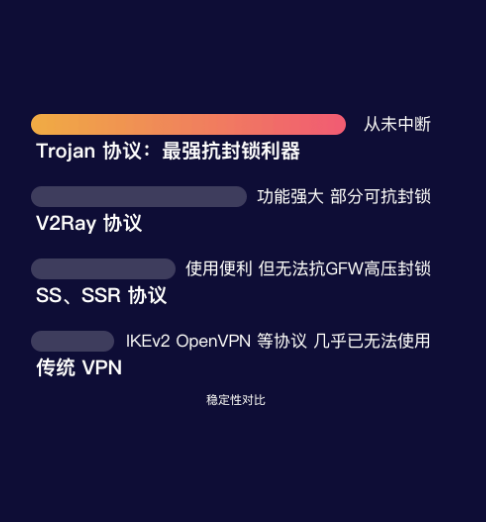 从未中断
Trojan 协议：最强抗封锁利器
功能强大 部分可抗封锁
V2Ray 协议
使用便利 但无法抗GFW高压封锁
SS、SSR 协议
IKEv2 OpenVPN 等协议 几乎已无法使用
传统 VPN
稳定性对比